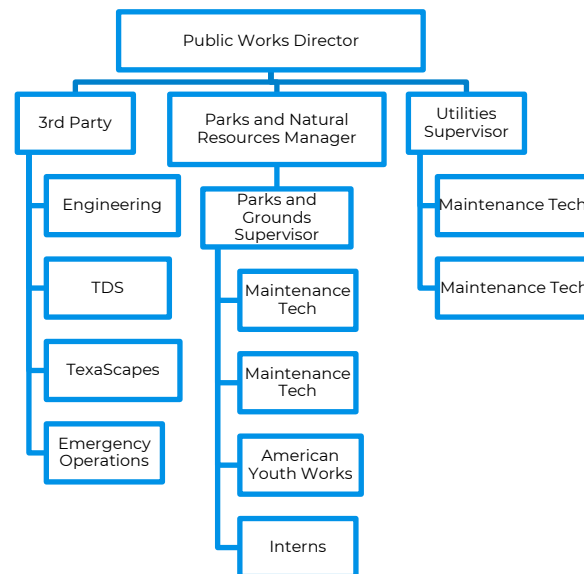 Public Works Director
3rd Party
Parks and Natural
Resources Manager
Utilities
Supervisor
Engineering
TDS
TexaScapes
Emergency
Operations
Parks and
Grounds
Supervisor
Maintenance
Tech
Maintenance
Tech
American
Youth Works
Interns
Maintenance Tech
Maintenance Tech